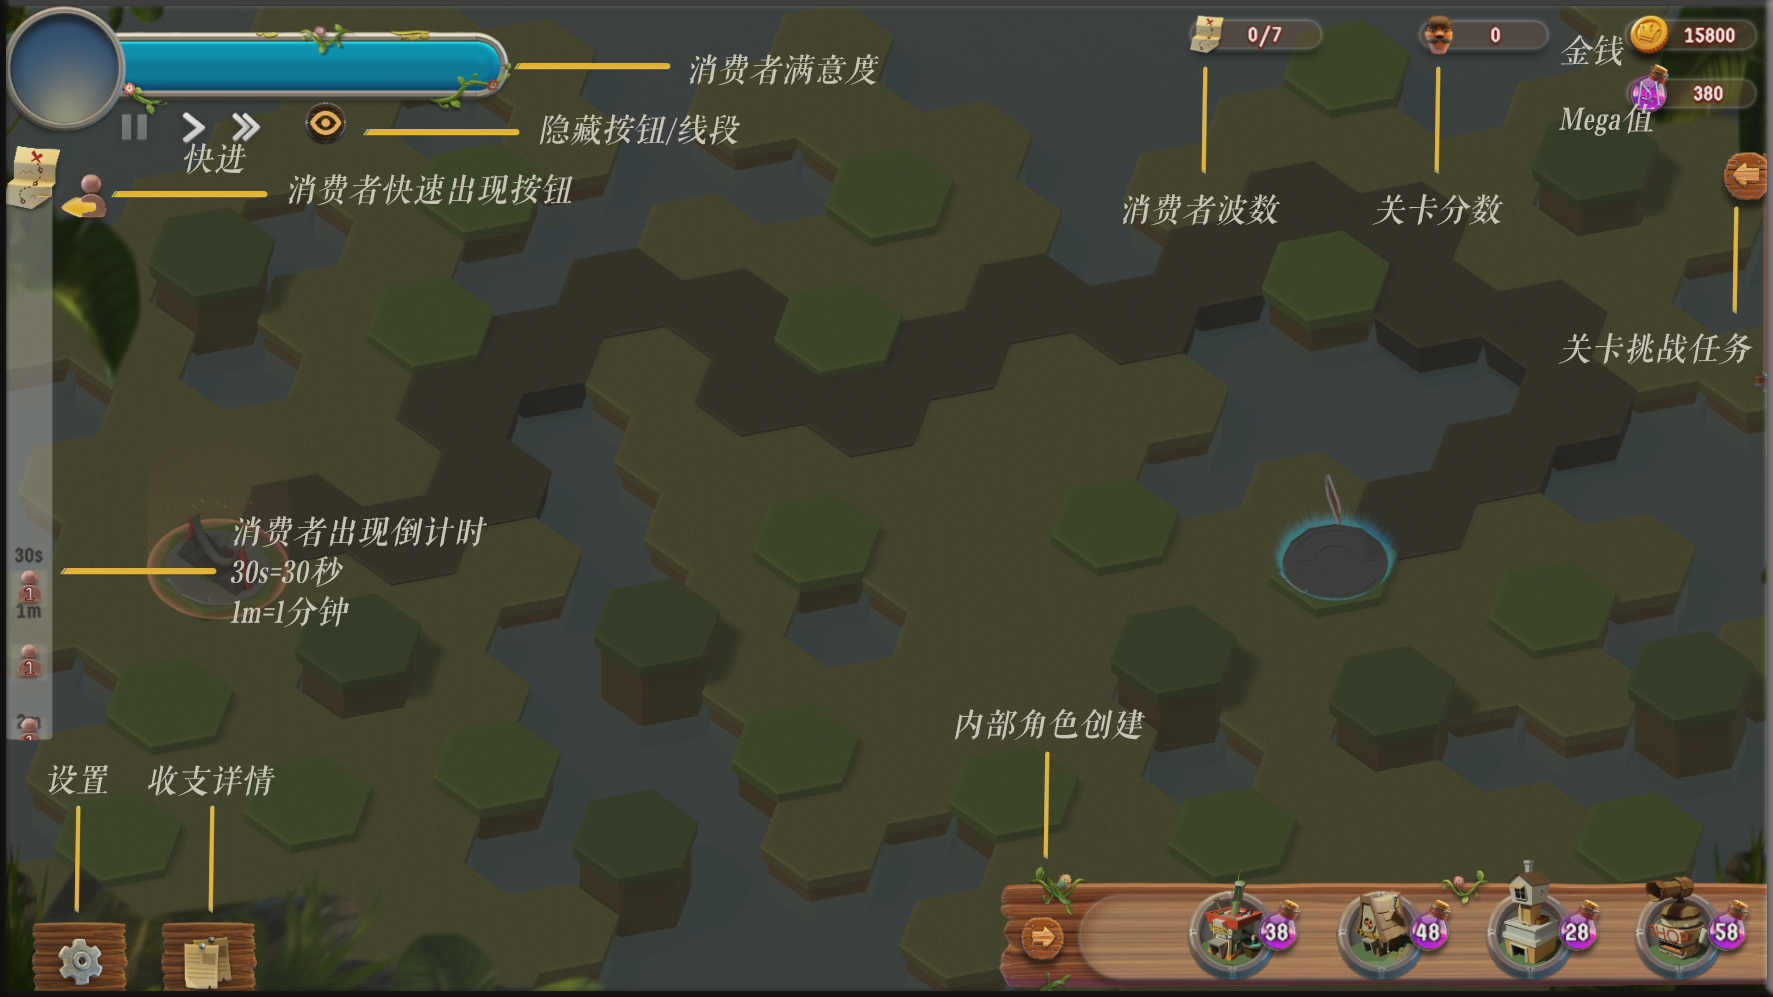 0/7
0
金钱
15800
380
Mega值
消费者满意度
隐藏按钮/线段
快进
消费者快速出现按钮
消费者波数
关卡分数
关卡挑战任务
30s
1
1m
1
2m
消费者出现倒计时
30s=30秒
1m=1分钟
设置
收支详情
内部角色创建
38
48
28
58